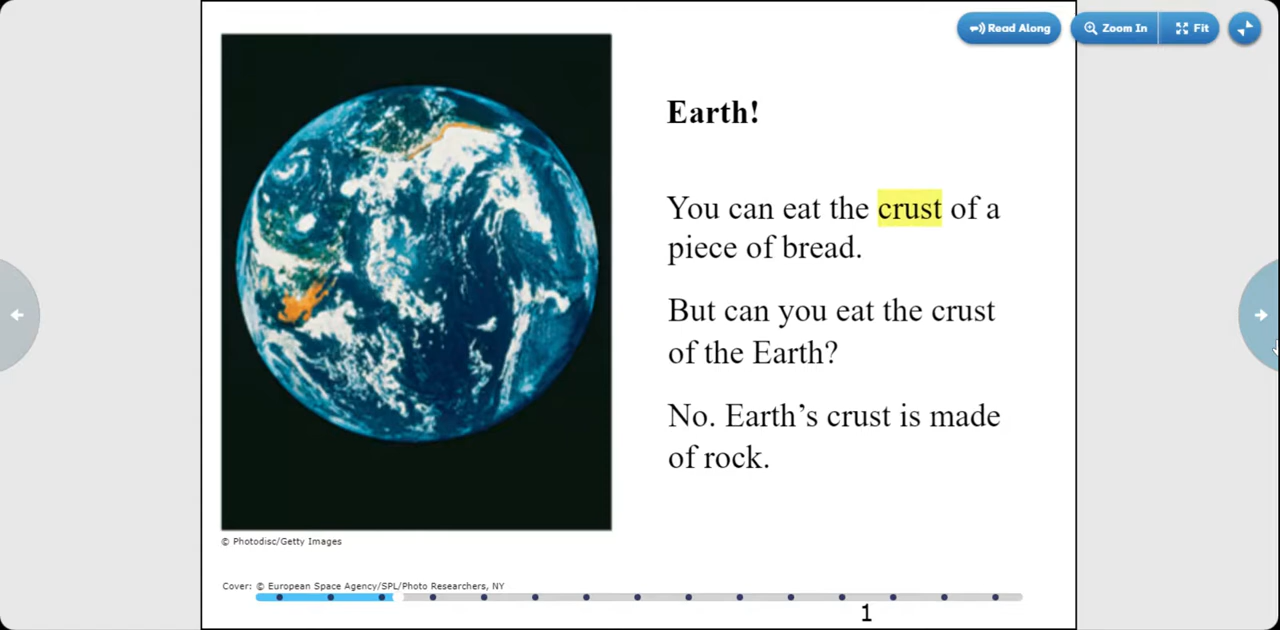 Read Along
Zoom In
Fit
Earth!
You can eat the crust of a
piece of bread.
But can you eat the crust
of the Earth?
No. Earth’s crust is made
of rock.
© Photodisc/Getty Images
Cover: © European Space Agency/SPL/Photo Researchers, NY
1